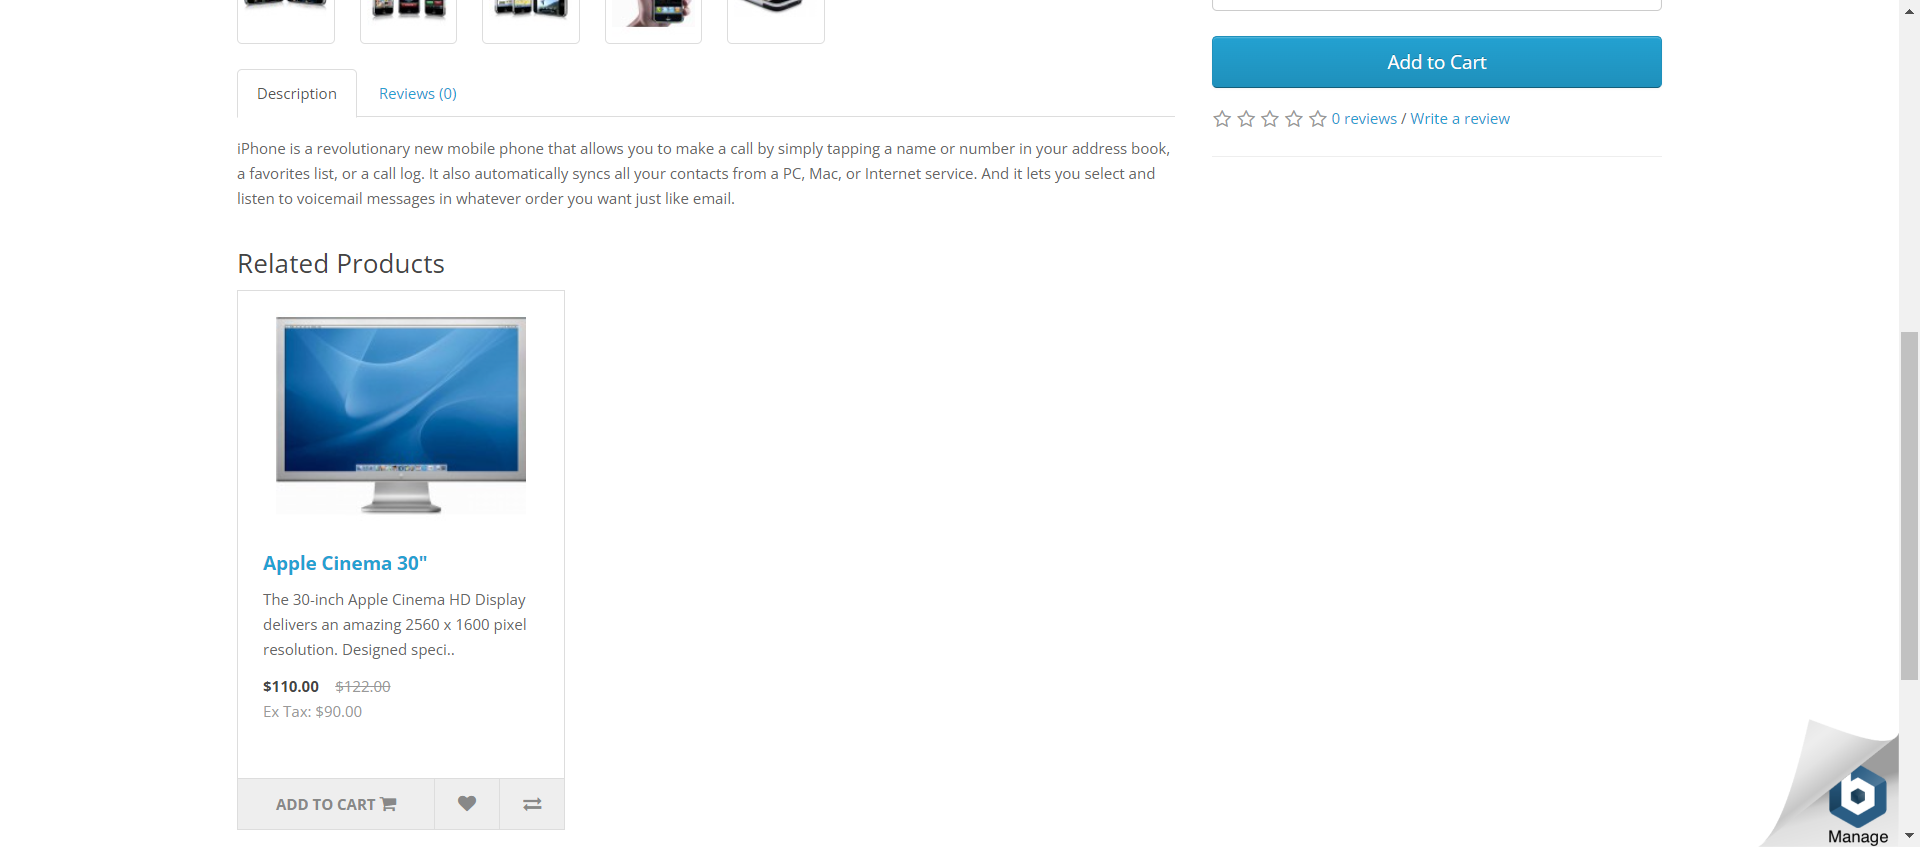 Description
Reviews (0)
iPhone is a revolutionary new mobile phone that allows you to make a call by simply tapping a name or number in your address book,
a favorites list, or a call log. It also automatically syncs all your contacts from a PC, Mac, or Internet service. And it lets you select and
listen to voicemail messages in whatever order you want just like email.
Add to Cart
0 reviews / Write a review
Related Products
Apple Cinema 30"
The 30-inch Apple Cinema HD Display
delivers an amazing 2560 x 1600 pixel
resolution. Designed speci..
$110.00 $122.00
Ex Tax: $90.00
ADD TO CART
Manage